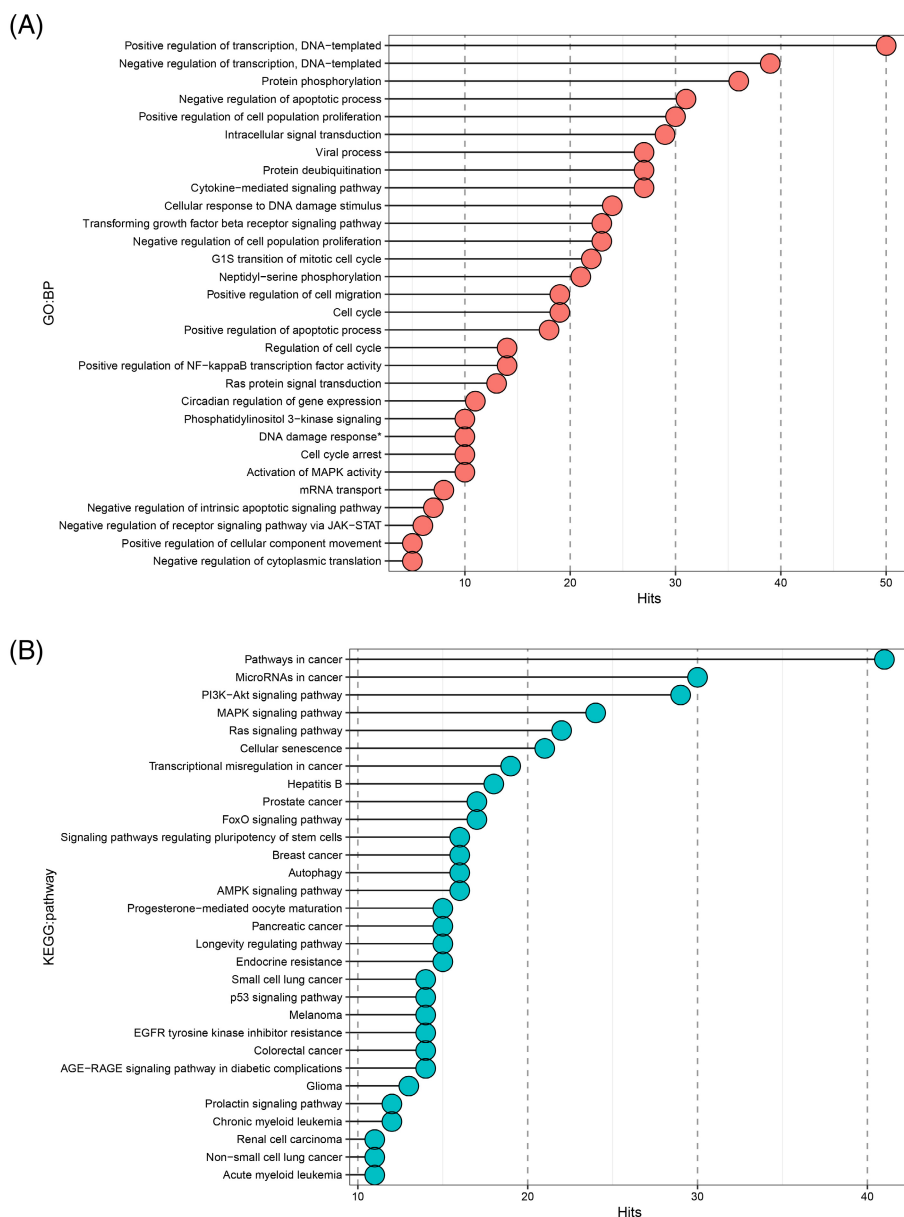 (A)
Positive regulation of transcription, DNA−templated
Negative regulation of transcription, DNA−templated
Protein phosphorylation
Negative regulation of apoptotic process
Positive regulation of cell population proliferation
Intracellular signal transduction
Viral process
Protein deubiquitination
Cytokine−mediated signaling pathway
Cellular response to DNA damage stimulus
Transforming growth factor beta receptor signaling pathway
Negative regulation of cell population proliferation
G1S transition of mitotic cell cycle
Neptidyl−serine phosphorylation
Positive regulation of cell migration
Cell cycle
Positive regulation of apoptotic process
Regulation of cell cycle
Positive regulation of NF−kappaB transcription factor activity
Ras protein signal transduction
Circadian regulation of gene expression
Phosphatidylinositol 3−kinase signaling
DNA damage response*
Cell cycle arrest
Activation of MAPK activity
mRNA transport
Negative regulation of intrinsic apoptotic signaling pathway
Negative regulation of receptor signaling pathway via JAK−STAT
Positive regulation of cellular component movement
Negative regulation of cytoplasmic translation
GO:BP
10 20 30 40 50
Hits
(B)
Pathways in cancer
MicroRNAs in cancer
PI3K−Akt signaling pathway
MAPK signaling pathway
Ras signaling pathway
Cellular senescence
Transcriptional misregulation in cancer
Hepatitis B
Prostate cancer
FoxO signaling pathway
Signaling pathways regulating pluripotency of stem cells
Breast cancer
Autophagy
AMPK signaling pathway
Progesterone−mediated oocyte maturation
Pancreatic cancer
Longevity regulating pathway
Endocrine resistance
Small cell lung cancer
p53 signaling pathway
Melanoma
EGFR tyrosine kinase inhibitor resistance
Colorectal cancer
AGE−RAGE signaling pathway in diabetic complications
Glioma
Prolactin signaling pathway
Chronic myeloid leukemia
Renal cell carcinoma
Non−small cell lung cancer
Acute myeloid leukemia
KEGG:pathway
10 20 30 40
Hits